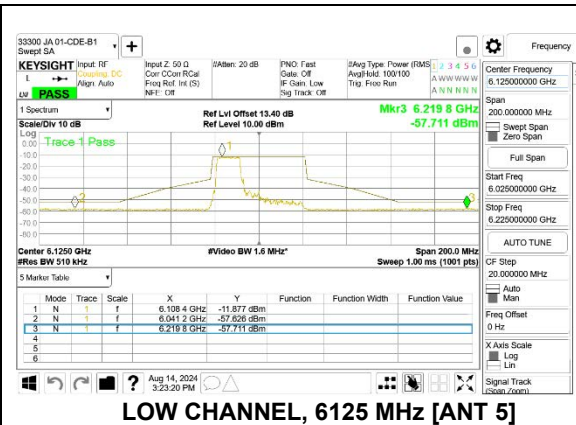 33300 JA 01-CDE-B1
Swept SA
Frequency
KEYSIGHT
Input: RF
Coupling: DC
Align: Auto
Input Z: 50 Ω
Corr CCorr RCal
Freq Ref: Int (S)
NFE: Off
#Atten: 20 dB
PNO: Fast
Gate: Off
IF Gain: Low
Sig Track: Off
#Avg Type: Power (RMS
Avg|Hold: 100/100
Trig: Free Run
1 2 3 4 5 6
A W W W W W
A N N N N N
L
PASS
1 Spectrum
Scale/Div 10 dB
Ref Lvl Offset 13.40 dB
Ref Level 10.00 dBm
Mkr3 6.219 8 GHz
-57.711 dBm
Log
Trace 1 Pass
0.00
-10.0
-20.0
-30.0
-40.0
-50.0
-60.0
-70.0
-80.0
1
2
3
Center 6.1250 GHz
#Res BW 510 kHz
#Video BW 1.6 MHz*
Span 200.0 MHz
Sweep 1.00 ms (1001 pts)
5 Marker Table
Mode Trace Scale X Y Function Function Width Function Value
1 N 1 f 6.108 4 GHz -11.877 dBm
2 N 1 f 6.041 2 GHz -57.626 dBm
3 N 1 f 6.219 8 GHz -57.711 dBm
4
5
6
Aug 14, 2024
3:23:20 PM
Center Frequency
6.125000000 GHz
Span
200.000000 MHz
Swept Span
Zero Span
Full Span
Start Freq
6.025000000 GHz
Stop Freq
6.225000000 GHz
AUTO TUNE
CF Step
20.000000 MHz
Auto
Man
Freq Offset
0 Hz
X Axis Scale
Log
Lin
Signal Track
(Span Zoom)
LOW CHANNEL, 6125 MHz [ANT 5]